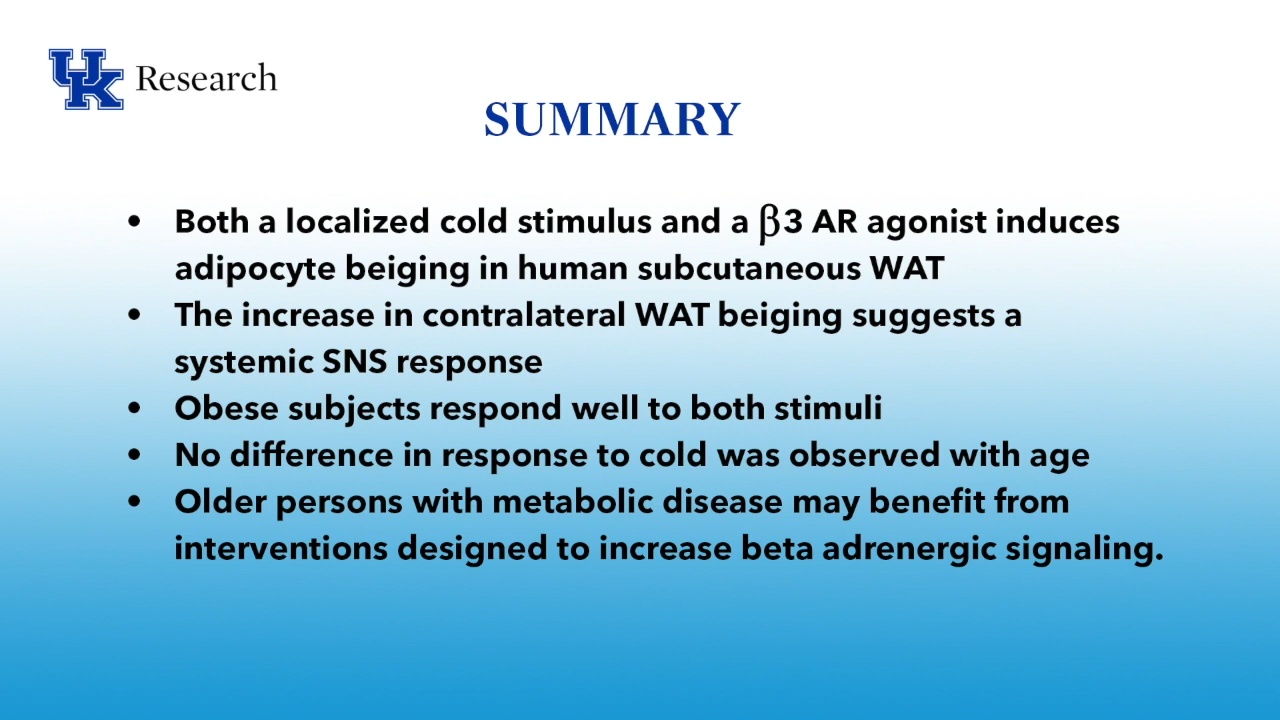 UK Research
SUMMARY
• Both a localized cold stimulus and a β3 AR agonist induces
adipocyte beiging in human subcutaneous WAT
• The increase in contralateral WAT beiging suggests a
systemic SNS response
• Obese subjects respond well to both stimuli
• No difference in response to cold was observed with age
• Older persons with metabolic disease may benefit from
interventions designed to increase beta adrenergic signaling.